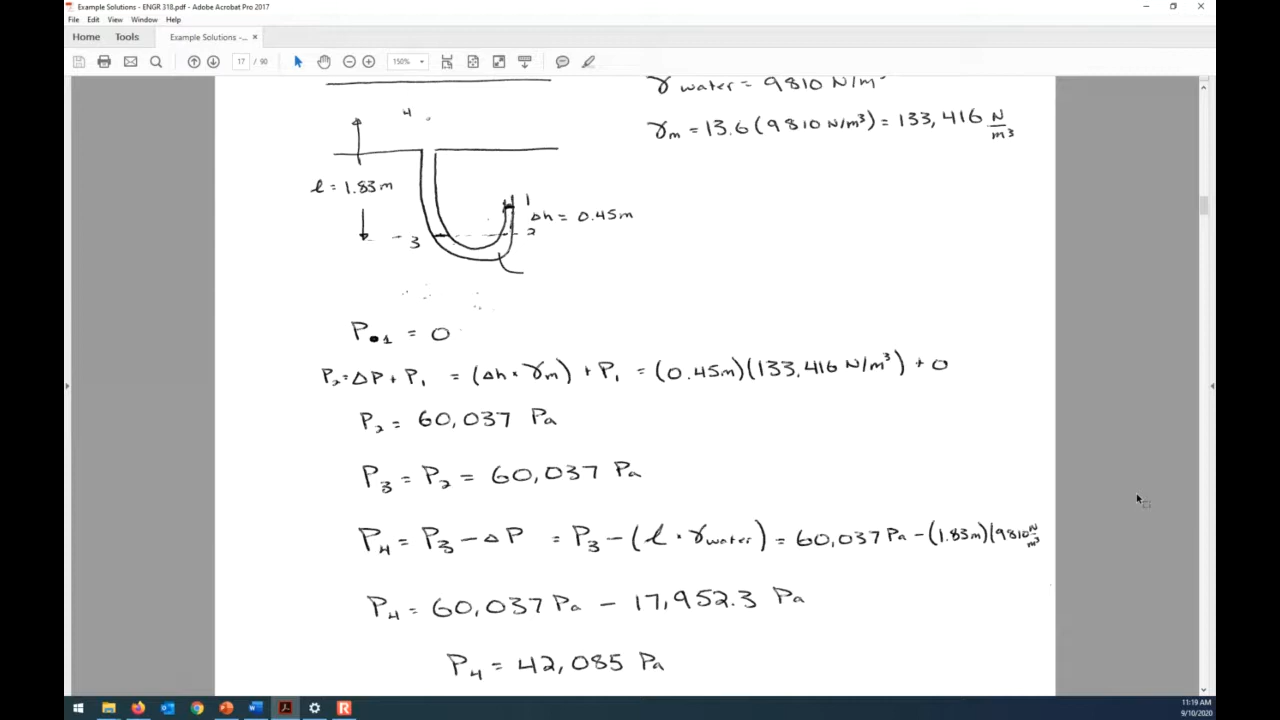 Example Solutions - ENGR 318.pdf - Adobe Acrobat Pro 2017
File Edit View Window Help
Home Tools Example Solutions -... ×
17 / 90 150%
γ water = 9810 N/m³
4
γm = 13.6(9810 N/m³) = 133,416 N/m³
l = 1.83m
1
Δh = 0.45m
2
3
P₁ = 0
P₂ = ΔP + P₁ = (Δh · γm) + P₁ = (0.45m)(133,416 N/m³) + 0
P₂ = 60,037 Pa
P₃ = P₂ = 60,037 Pa
P₄ = P₃ - ΔP = P₃ - (l · γwater) = 60,037 Pa - (1.83m)(9810 N/m³
P₄ = 60,037 Pa - 17,952.3 Pa
P₄ = 42,085 Pa
11:19 AM
9/10/2020